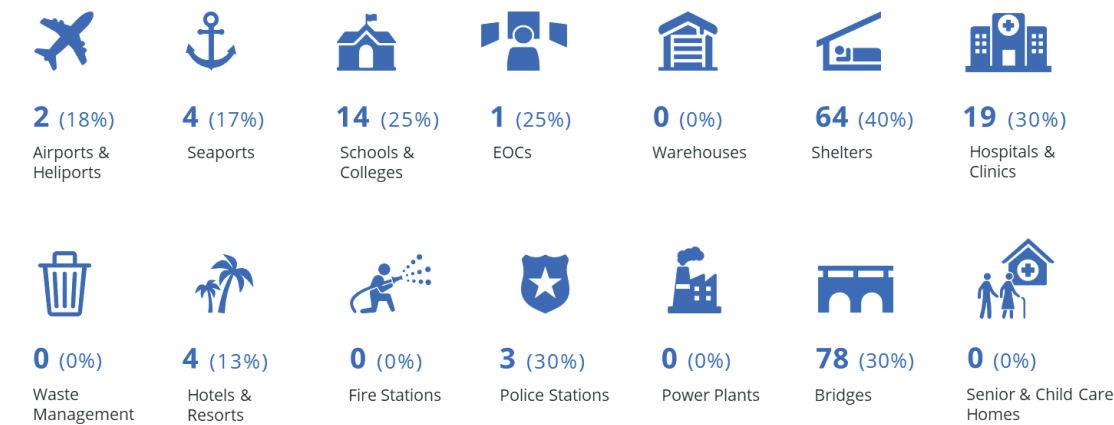 2 (18%)
4 (17%)
14 (25%)
1 (25%)
0 (0%)
64 (40%)
19 (30%)
Airports &
Heliports
Seaports
Schools &
Colleges
EOCs
Warehouses
Shelters
Hospitals &
Clinics
0 (0%)
4 (13%)
0 (0%)
3 (30%)
0 (0%)
78 (30%)
0 (0%)
Waste
Management
Hotels &
Resorts
Fire Stations
Police Stations
Power Plants
Bridges
Senior & Child Care
Homes